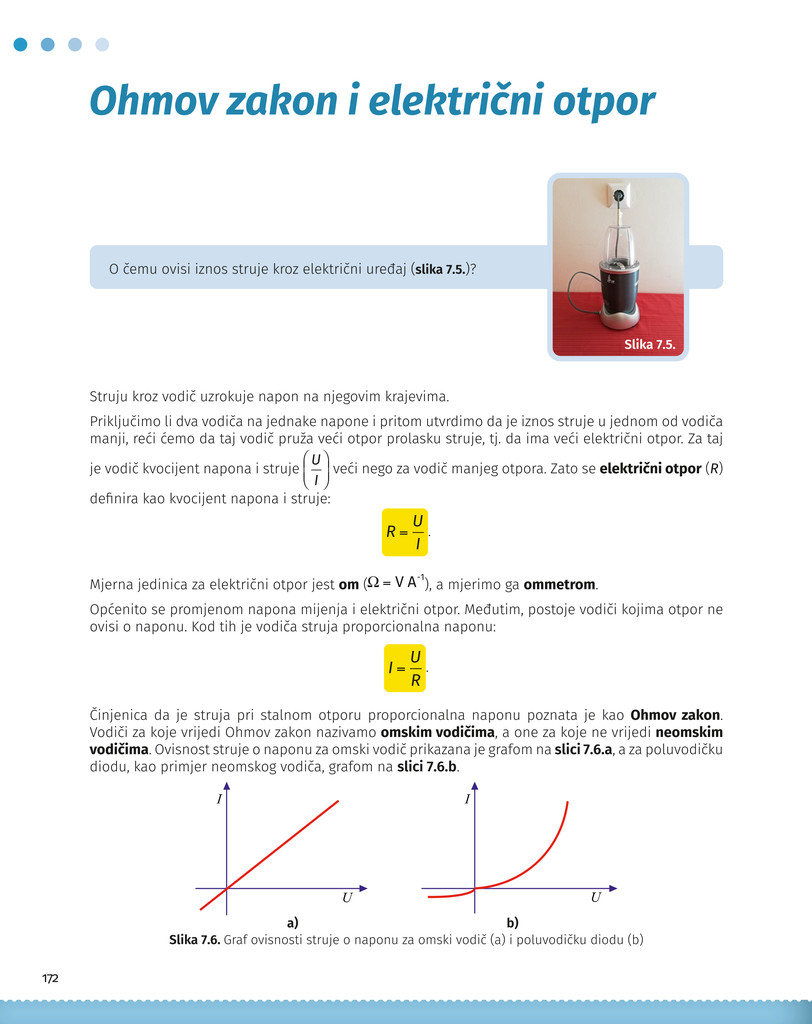 Ohmov zakon i električni otpor
O čemu ovisi iznos struje kroz električni uređaj (slika 7.5.)?
Slika 7.5.
Struju kroz vodič uzrokuje napon na njegovim krajevima.
Priključimo li dva vodiča na jednake napone i pritom utvrdimo da je iznos struje u jednom od vodiča
manji, reći ćemo da taj vodič pruža veći otpor prolasku struje, tj. da ima veći električni otpor. Za taj
je vodič kvocijent napona i struje (U/I) veći nego za vodič manjeg otpora. Zato se električni otpor (R)
definira kao kvocijent napona i struje:
R = U/I.
Mjerna jedinica za električni otpor jest om (Ω = V A⁻¹), a mjerimo ga ommetrom.
Općenito se promjenom napona mijenja i električni otpor. Međutim, postoje vodiči kojima otpor ne
ovisi o naponu. Kod tih je vodiča struja proporcionalna naponu:
I = U/R.
Činjenica da je struja pri stalnom otporu proporcionalna naponu poznata je kao Ohmov zakon.
Vodiči za koje vrijedi Ohmov zakon nazivamo omskim vodičima, a one za koje ne vrijedi neomskim
vodičima. Ovisnost struje o naponu za omski vodič prikazana je grafom na slici 7.6.a, a za poluvodičku
diodu, kao primjer neomskog vodiča, grafom na slici 7.6.b.
I
U
I
U
a)
b)
Slika 7.6. Graf ovisnosti struje o naponu za omski vodič (a) i poluvodičku diodu (b)
172